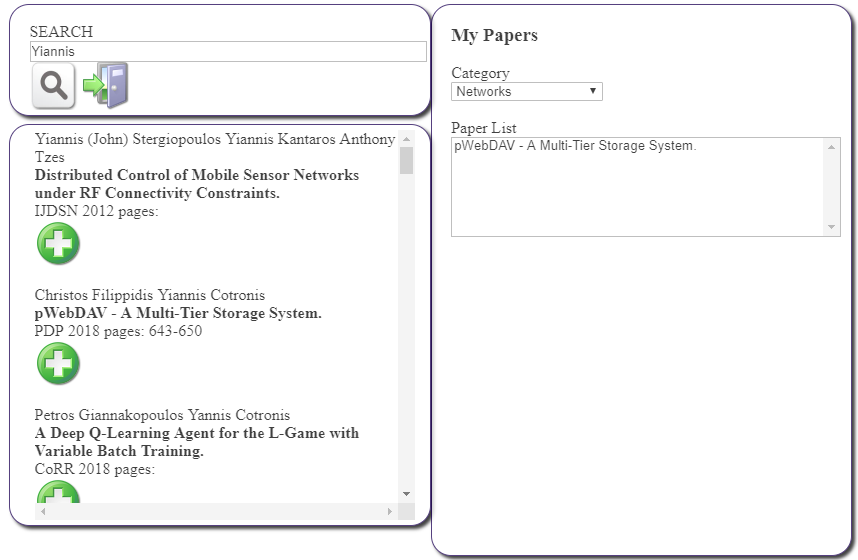 SEARCH
Yiannis
Yiannis (John) Stergiopoulos Yiannis Kantaros Anthony
Tzes
Distributed Control of Mobile Sensor Networks
under RF Connectivity Constraints.
IJDSN 2012 pages:
Christos Filippidis Yiannis Cotronis
pWebDAV - A Multi-Tier Storage System.
PDP 2018 pages: 643-650
Petros Giannakopoulos Yannis Cotronis
A Deep Q-Learning Agent for the L-Game with
Variable Batch Training.
CoRR 2018 pages:
My Papers
Category
Networks
Paper List
pWebDAV - A Multi-Tier Storage System.